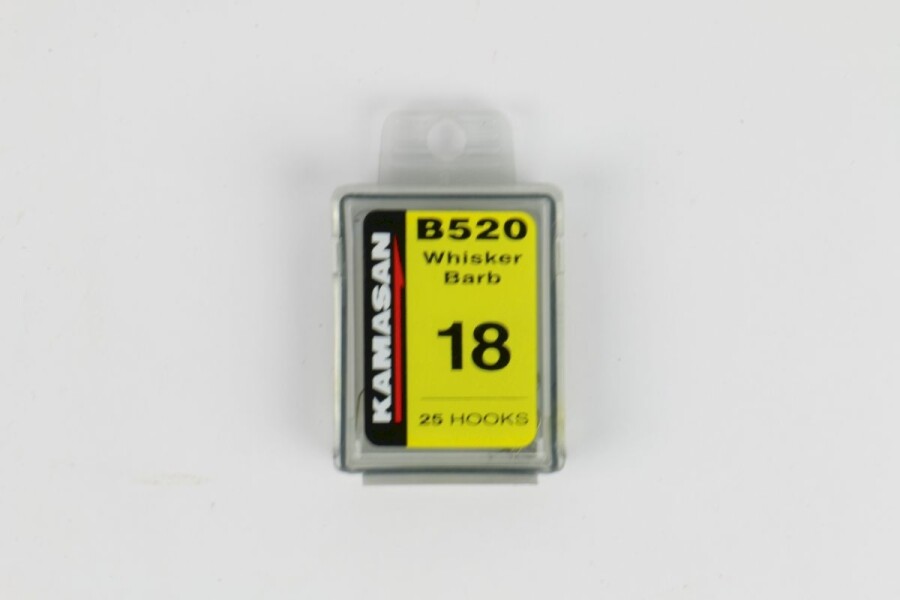 KAMASAN
B520
Whisker
Barb
18
25 HOOKS